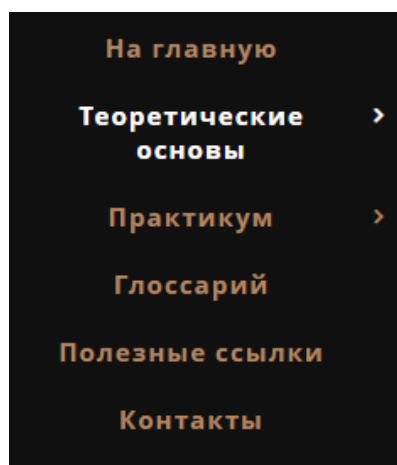 На главную
Теоретические
основы
Практикум
Глоссарий
Полезные ссылки
Контакты